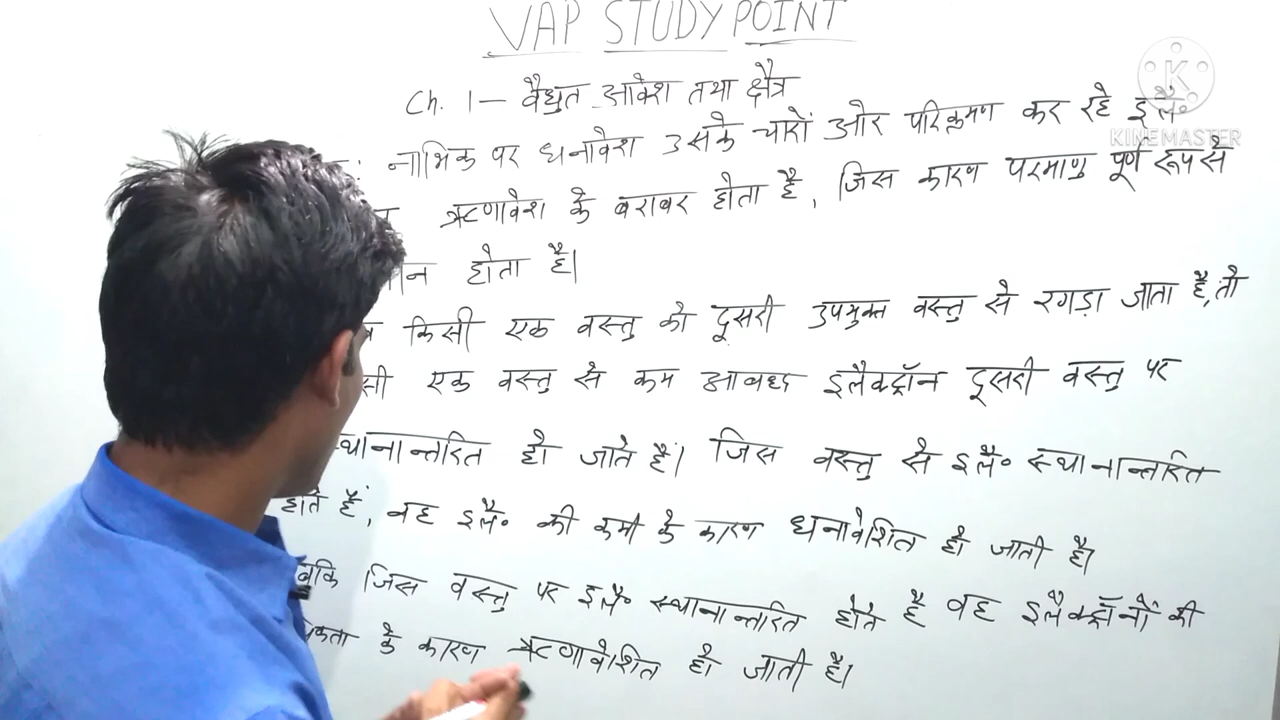 VAP STUDY POINT
Ch. 1 — वैद्युत आवेश तथा क्षेत्र
K
KINEMASTER
: नाभिक पर धनावेश उसके चारों ओर परिक्रमण कर रहे इलै॰
ऋणावेश के बराबर होता है, जिस कारण परमाणु पूर्ण रूप से
होता है।
किसी एक वस्तु को दूसरी उपयुक्त वस्तु से रगड़ा जाता है, तो
एक वस्तु से कम आबध्द इलैक्ट्रॉन दूसरी वस्तु पर
स्थानान्तरित हो जाते हैं। जिस वस्तु से इलै॰ स्थानान्तरित
होते हैं, वह इलै॰ की कमी के कारण धनावेशित हो जाती है।
जिस वस्तु पर इलै॰ स्थानान्तरित होते है वह इलैक्ट्रॉनों की
के कारण ऋणावेशित हो जाती है।